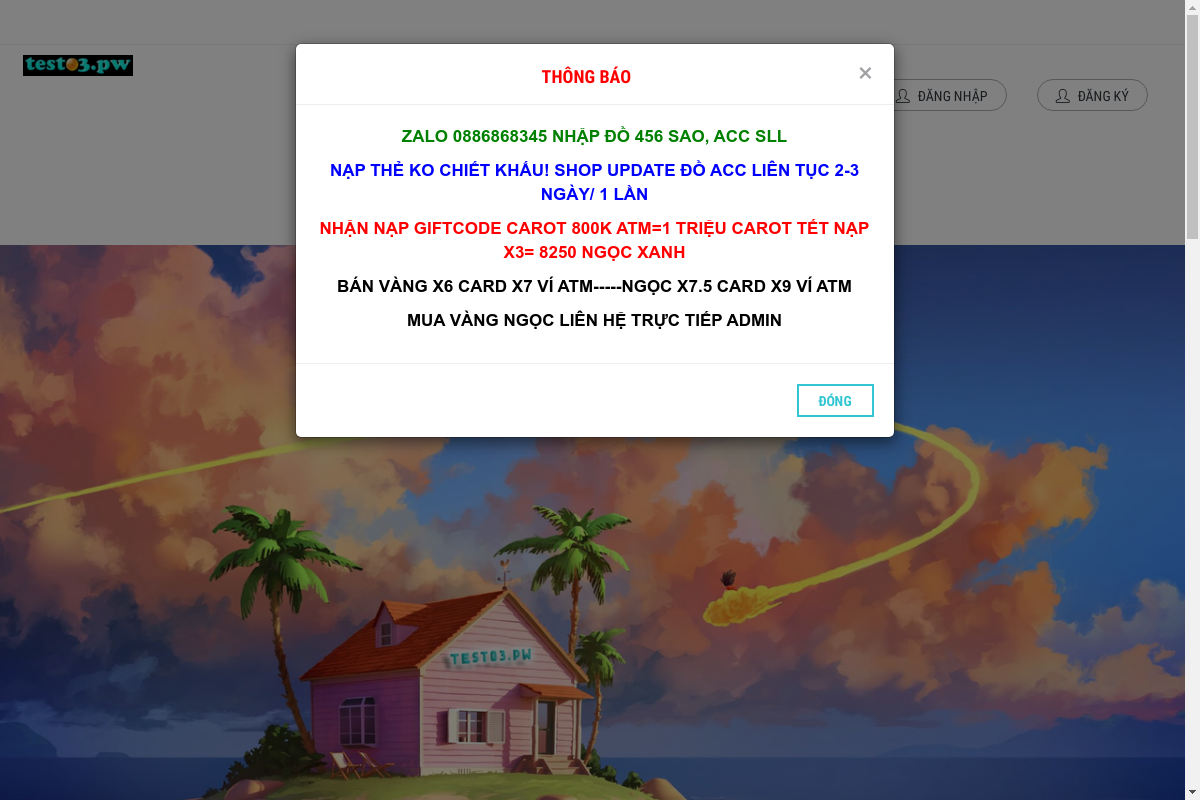 test03.pw
THÔNG BÁO
×
ĐĂNG NHẬP
ĐĂNG KÝ
ZALO 0886868345 NHẬP ĐỒ 456 SAO, ACC SLL
NẠP THẺ KO CHIẾT KHẤU! SHOP UPDATE ĐỒ ACC LIÊN TỤC 2-3
NGÀY/ 1 LẦN
NHẬN NẠP GIFTCODE CAROT 800K ATM=1 TRIỆU CAROT TẾT NẠP
X3= 8250 NGỌC XANH
BÁN VÀNG X6 CARD X7 VÍ ATM-----NGỌC X7.5 CARD X9 VÍ ATM
MUA VÀNG NGỌC LIÊN HỆ TRỰC TIẾP ADMIN
ĐÓNG
TEST03.PW